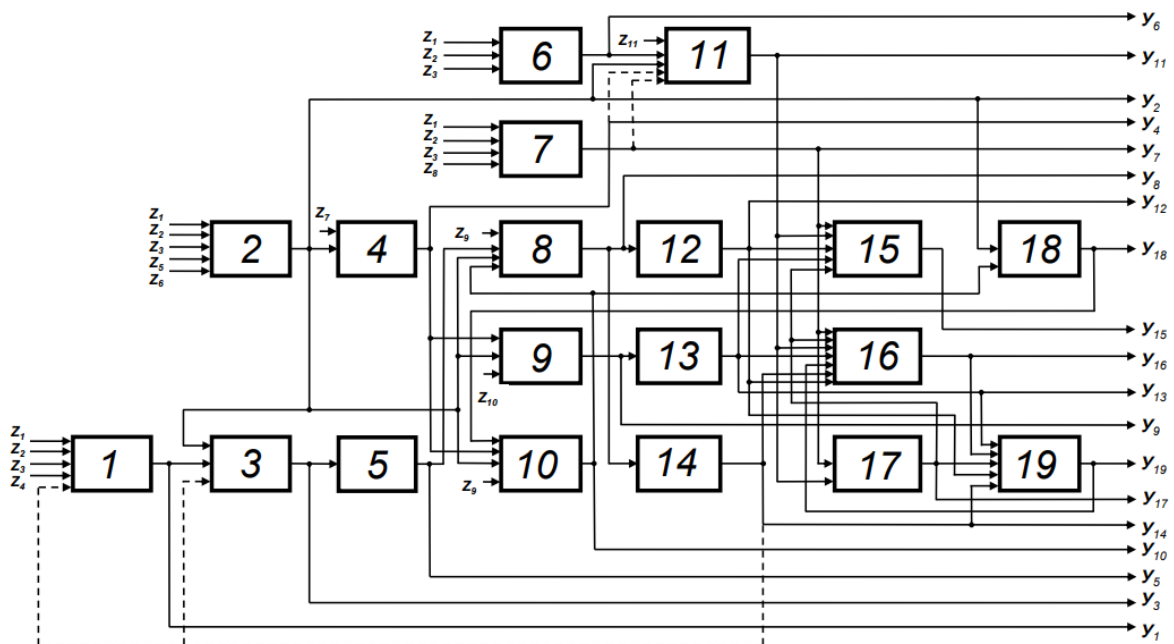 y₆
z₁
z₂
z₃
6
z₁₁
11
y₁₁
y₂
y₄
z₁
z₂
z₃
z₈
7
y₇
y₈
y₁₂
z₁
z₂
z₃
z₅
z₆
2
z₇
4
z₉
8
12
15
18
y₁₈
y₁₅
9
z₁₀
13
16
y₁₆
y₁₃
y₉
z₁
z₂
z₃
z₄
1
3
5
10
z₉
14
17
19
y₁₉
y₁₇
y₁₄
y₁₀
y₅
y₃
y₁